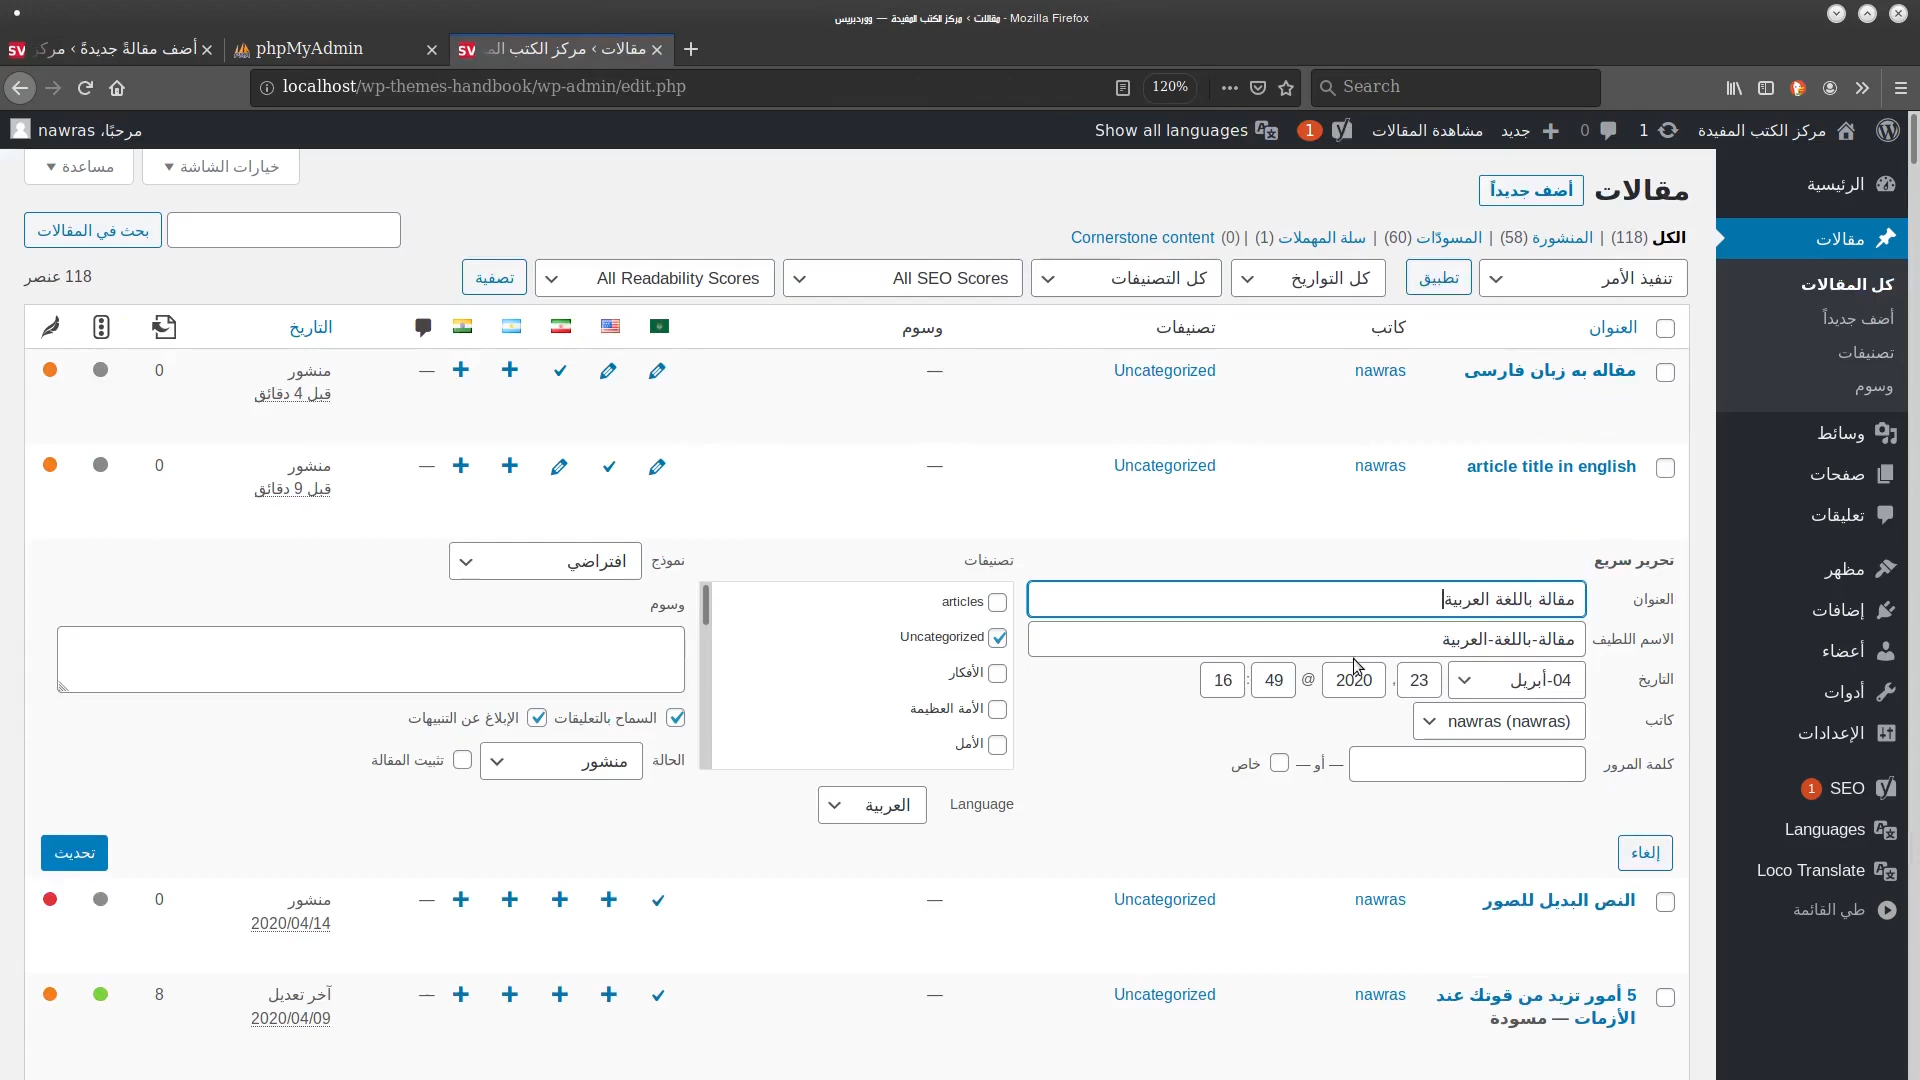 مقالات ‹ مركز الكتب المفيدة — ووردبريس - Mozilla Firefox
أضف مقالةً جديدةً ‹ مركز
phpMyAdmin
مقالات ‹ مركز الكتب الم
localhost/wp-themes-handbook/wp-admin/edit.php
120%
Search
مركز الكتب المفيدة
1
0
جديد
مشاهدة المقالات
1
Show all languages
مرحبًا، nawras
الرئيسية
مقالات
كل المقالات
أضف جديداً
تصنيفات
وسوم
وسائط
صفحات
تعليقات
مظهر
إضافات
أعضاء
أدوات
الإعدادات
SEO 1
Languages
Loco Translate
طي القائمة
خيارات الشاشة
مساعدة
مقالات
أضف جديداً
الكل (118) | المنشورة (58) | المسودّات (60) | سلة المهملات (1) | Cornerstone content (0)
بحث في المقالات
تنفيذ الأمر
تطبيق
كل التواريخ
كل التصنيفات
All SEO Scores
All Readability Scores
تصفية
118 عنصر
العنوان كاتب تصنيفات وسوم التاريخ
مقاله به زبان فارسی nawras Uncategorized — — منشور 0
قبل 4 دقائق
article title in english nawras Uncategorized — — منشور 0
قبل 9 دقائق
تحرير سريع
العنوان مقالة باللغة العربية
الاسم اللطيف مقالة-باللغة-العربية
التاريخ 04-أبريل 23 , 2020 @ 49 : 16
كاتب nawras (nawras)
كلمة المرور — أو — خاص
تصنيفات
articles
Uncategorized
الأفكار
الأمة العظيمة
الأمل
Language العربية
نموذج افتراضي
وسوم
السماح بالتعليقات الإبلاغ عن التنبيهات
الحالة منشور تثبيت المقالة
إلغاء
تحديث
النص البديل للصور nawras Uncategorized — — منشور 0
2020/04/14
5 أمور تزيد من قوتك عند nawras Uncategorized — — آخر تعديل 8
الأزمات — مسودة 2020/04/09